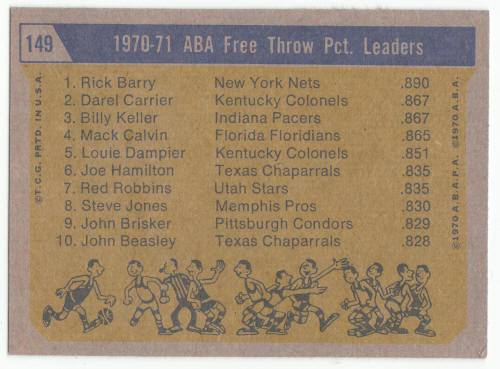 149 1970-71 ABA Free Throw Pct. Leaders
1. Rick Barry New York Nets .890
2. Darel Carrier Kentucky Colonels .867
3. Billy Keller Indiana Pacers .867
4. Mack Calvin Florida Floridians .865
5. Louie Dampier Kentucky Colonels .851
6. Joe Hamilton Texas Chaparrals .835
7. Red Robbins Utah Stars .835
8. Steve Jones Memphis Pros .830
9. John Brisker Pittsburgh Condors .829
10. John Beasley Texas Chaparrals .828
©T.C.G. PRTD. IN U.S.A.
©1970 A.B.A.P.A. ©1970 A.B.A.